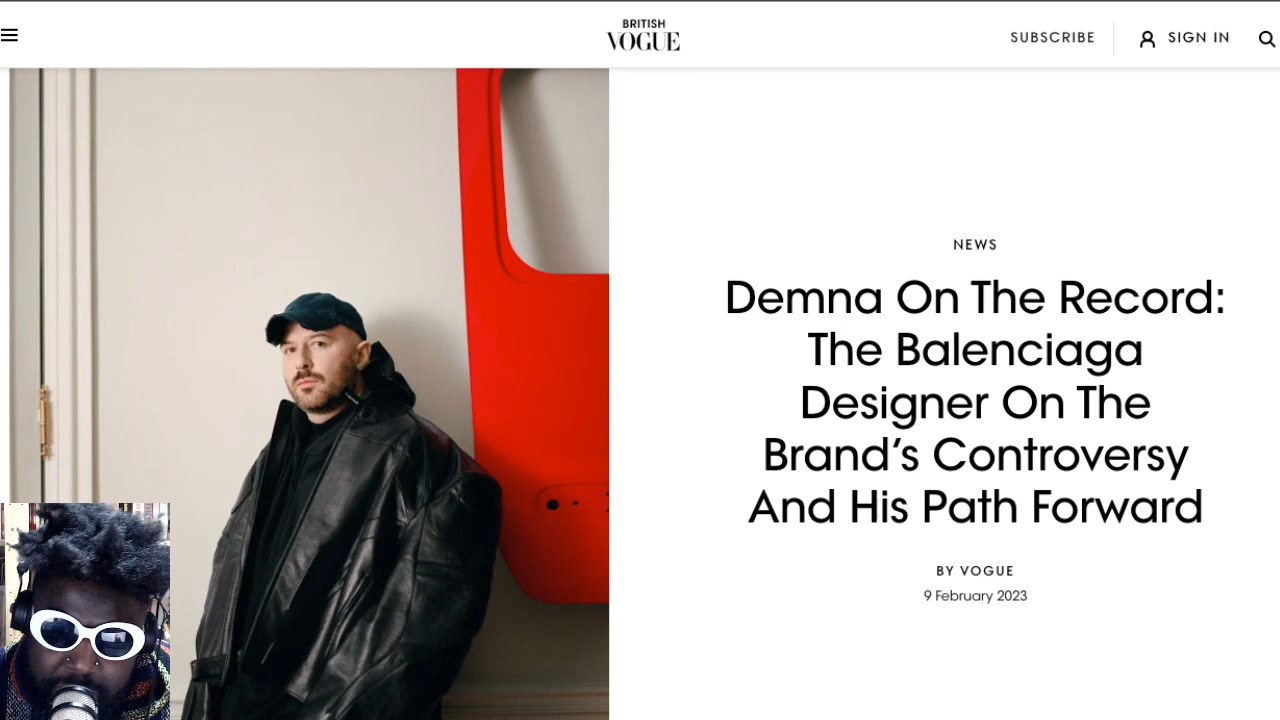 BRITISH
VOGUE
SUBSCRIBE
SIGN IN
NEWS
Demna On The Record:
The Balenciaga
Designer On The
Brand’s Controversy
And His Path Forward
BY VOGUE
9 February 2023